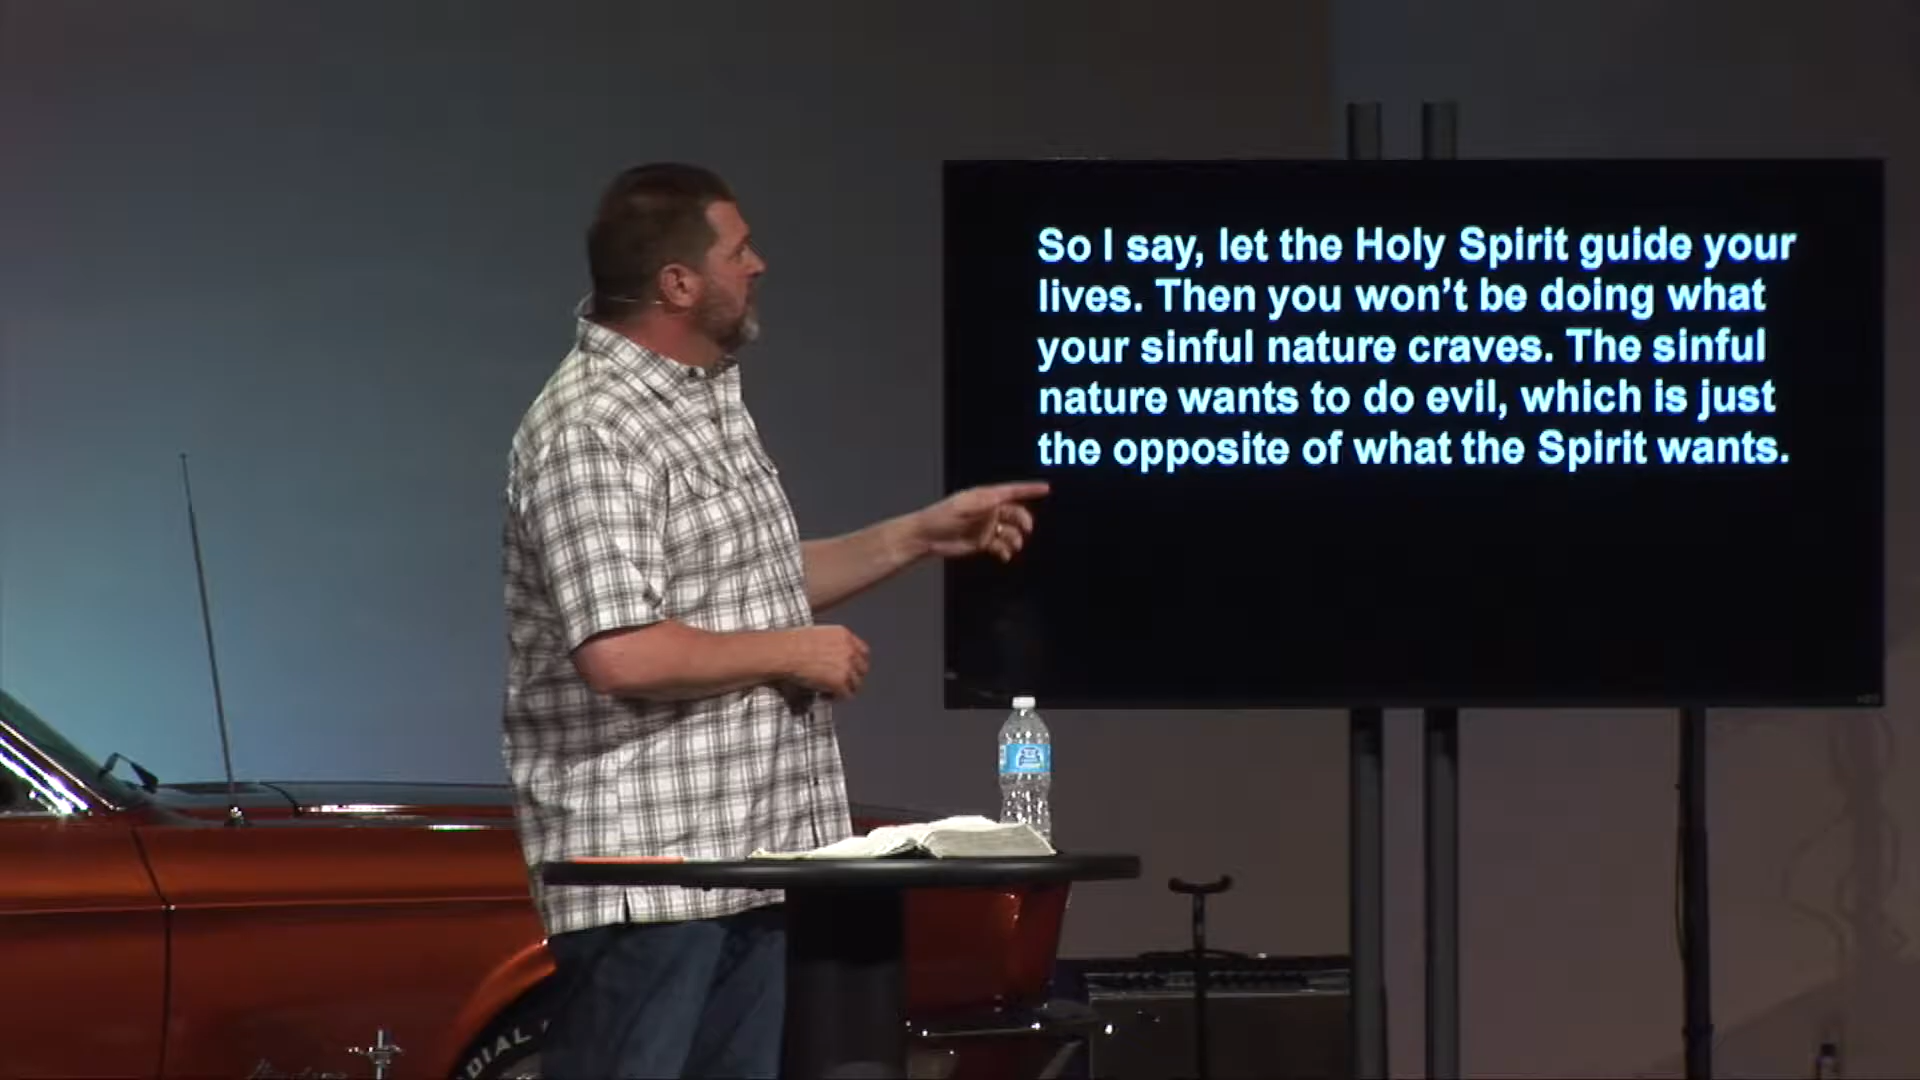 So I say, let the Holy Spirit guide your
lives. Then you won’t be doing what
your sinful nature craves. The sinful
nature wants to do evil, which is just
the opposite of what the Spirit wants.
DIAL